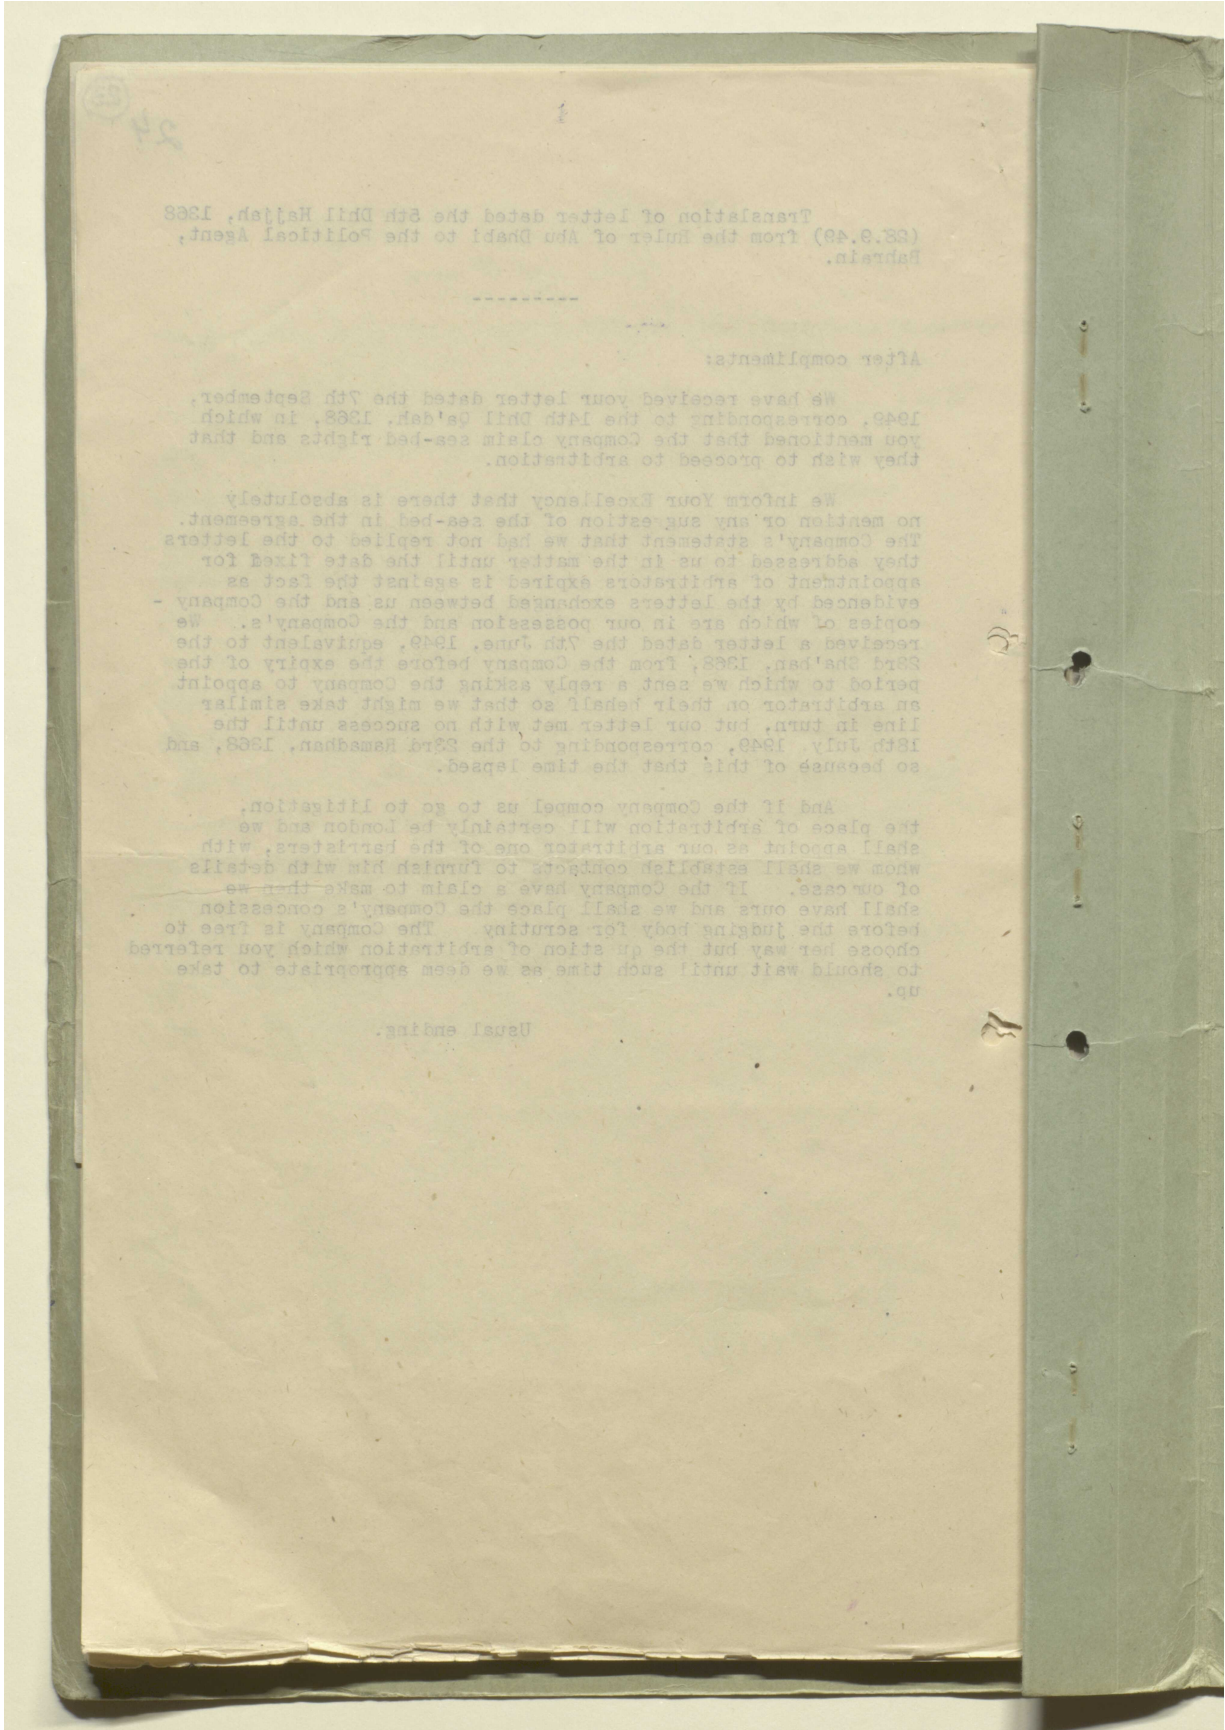 24
Translation of letter dated the 5th Dhil Hajjah, 1368
(28.9.49) from the Ruler of Abu Dhabi to the Political Agent,
Bahrain.
---------
After compliments:
We have received your letter dated the 7th September,
1949, corresponding to the 14th Dhil Qa'dah, 1368, in which
you mentioned that the Company claim sea-bed rights and that
they wish to proceed to arbitration.
We inform Your Excellency that there is absolutely
no mention or any sugestion of the sea-bed in the agreement.
The Company's statement that we had not replied to the letters
they addressed to us in the matter until the date fixed for
appointment of arbitrators expired is against the fact as
evidenced by the letters exchanged between us and the Company -
copies of which are in our possession and the Company's. We
received a letter dated the 7th June, 1949, equivalent to the
23rd Sha'ban, 1368, from the Company before the expiry of the
period to which we sent a reply asking the Company to appoint
an arbitrator on their behalf so that we might take similar
line in turn, but our letter met with no success until the
18th July, 1949, corresponding to the 23rd Ramadhan, 1368, and
so because of this that the time lapsed.
And if the Company compel us to go to litigation,
the place of arbitration will certainly be London and we
shall appoint as our arbitrator one of the barristers, with
whom we shall establish contacts to furnish him with details
of our case. If the Company have a claim to make then we
shall have ours and we shall place the Company's concession
before the judging body for scrutiny. The Company is free to
choose her way but the qu stion of arbitration which you referred
to should wait until such time as we deem appropriate to take
up.
Usual ending.